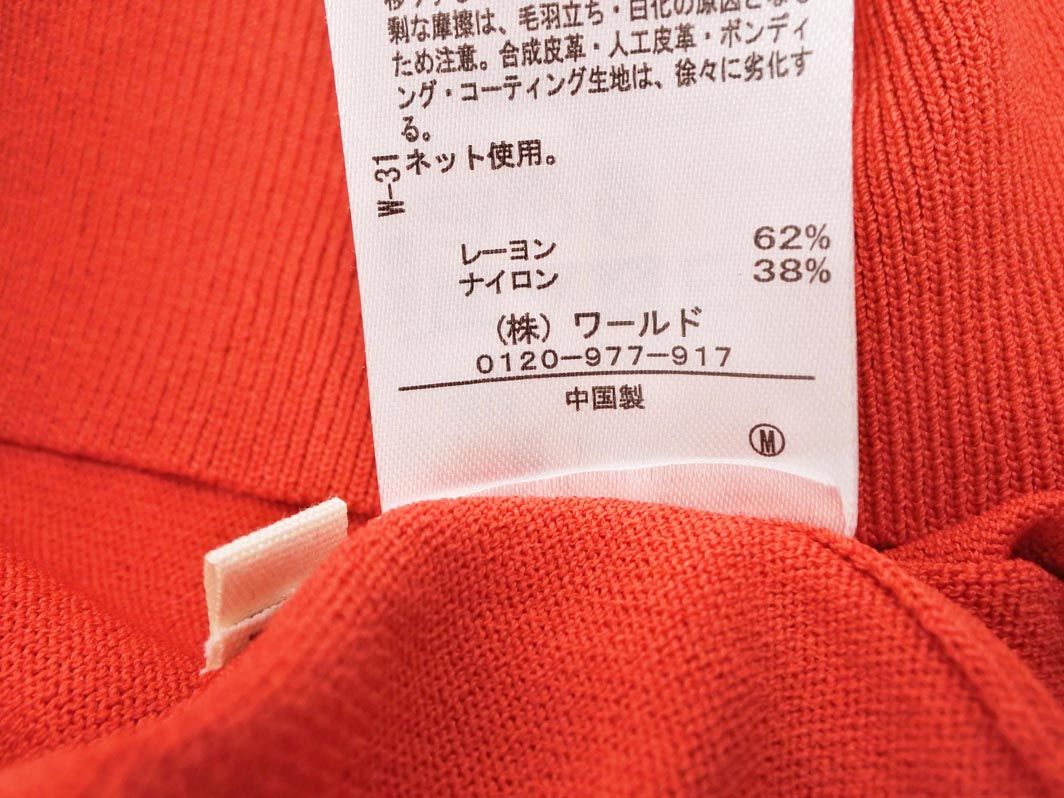 剰な摩擦は、毛羽立ち・白化の原因となる
ため注意。合成皮革・人工皮革・ボンディ
ング・コーティング生地は、徐々に劣化す
る。
ネット使用。
W-31
レーヨン 62%
ナイロン 38%
（株）ワールド
0120-977-917
中国製
M